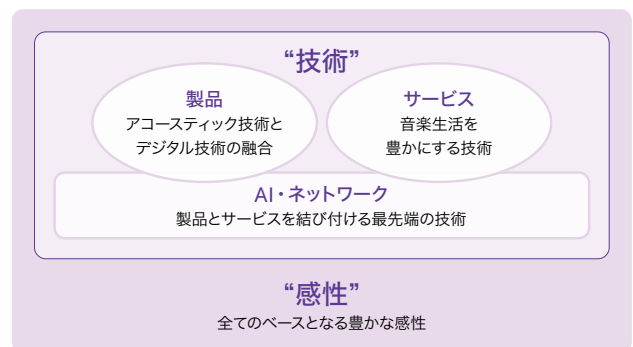 “技術”
製品
アコースティック技術と
デジタル技術の融合
サービス
音楽生活を
豊かにする技術
AI・ネットワーク
製品とサービスを結び付ける最先端の技術
“感性”
全てのベースとなる豊かな感性